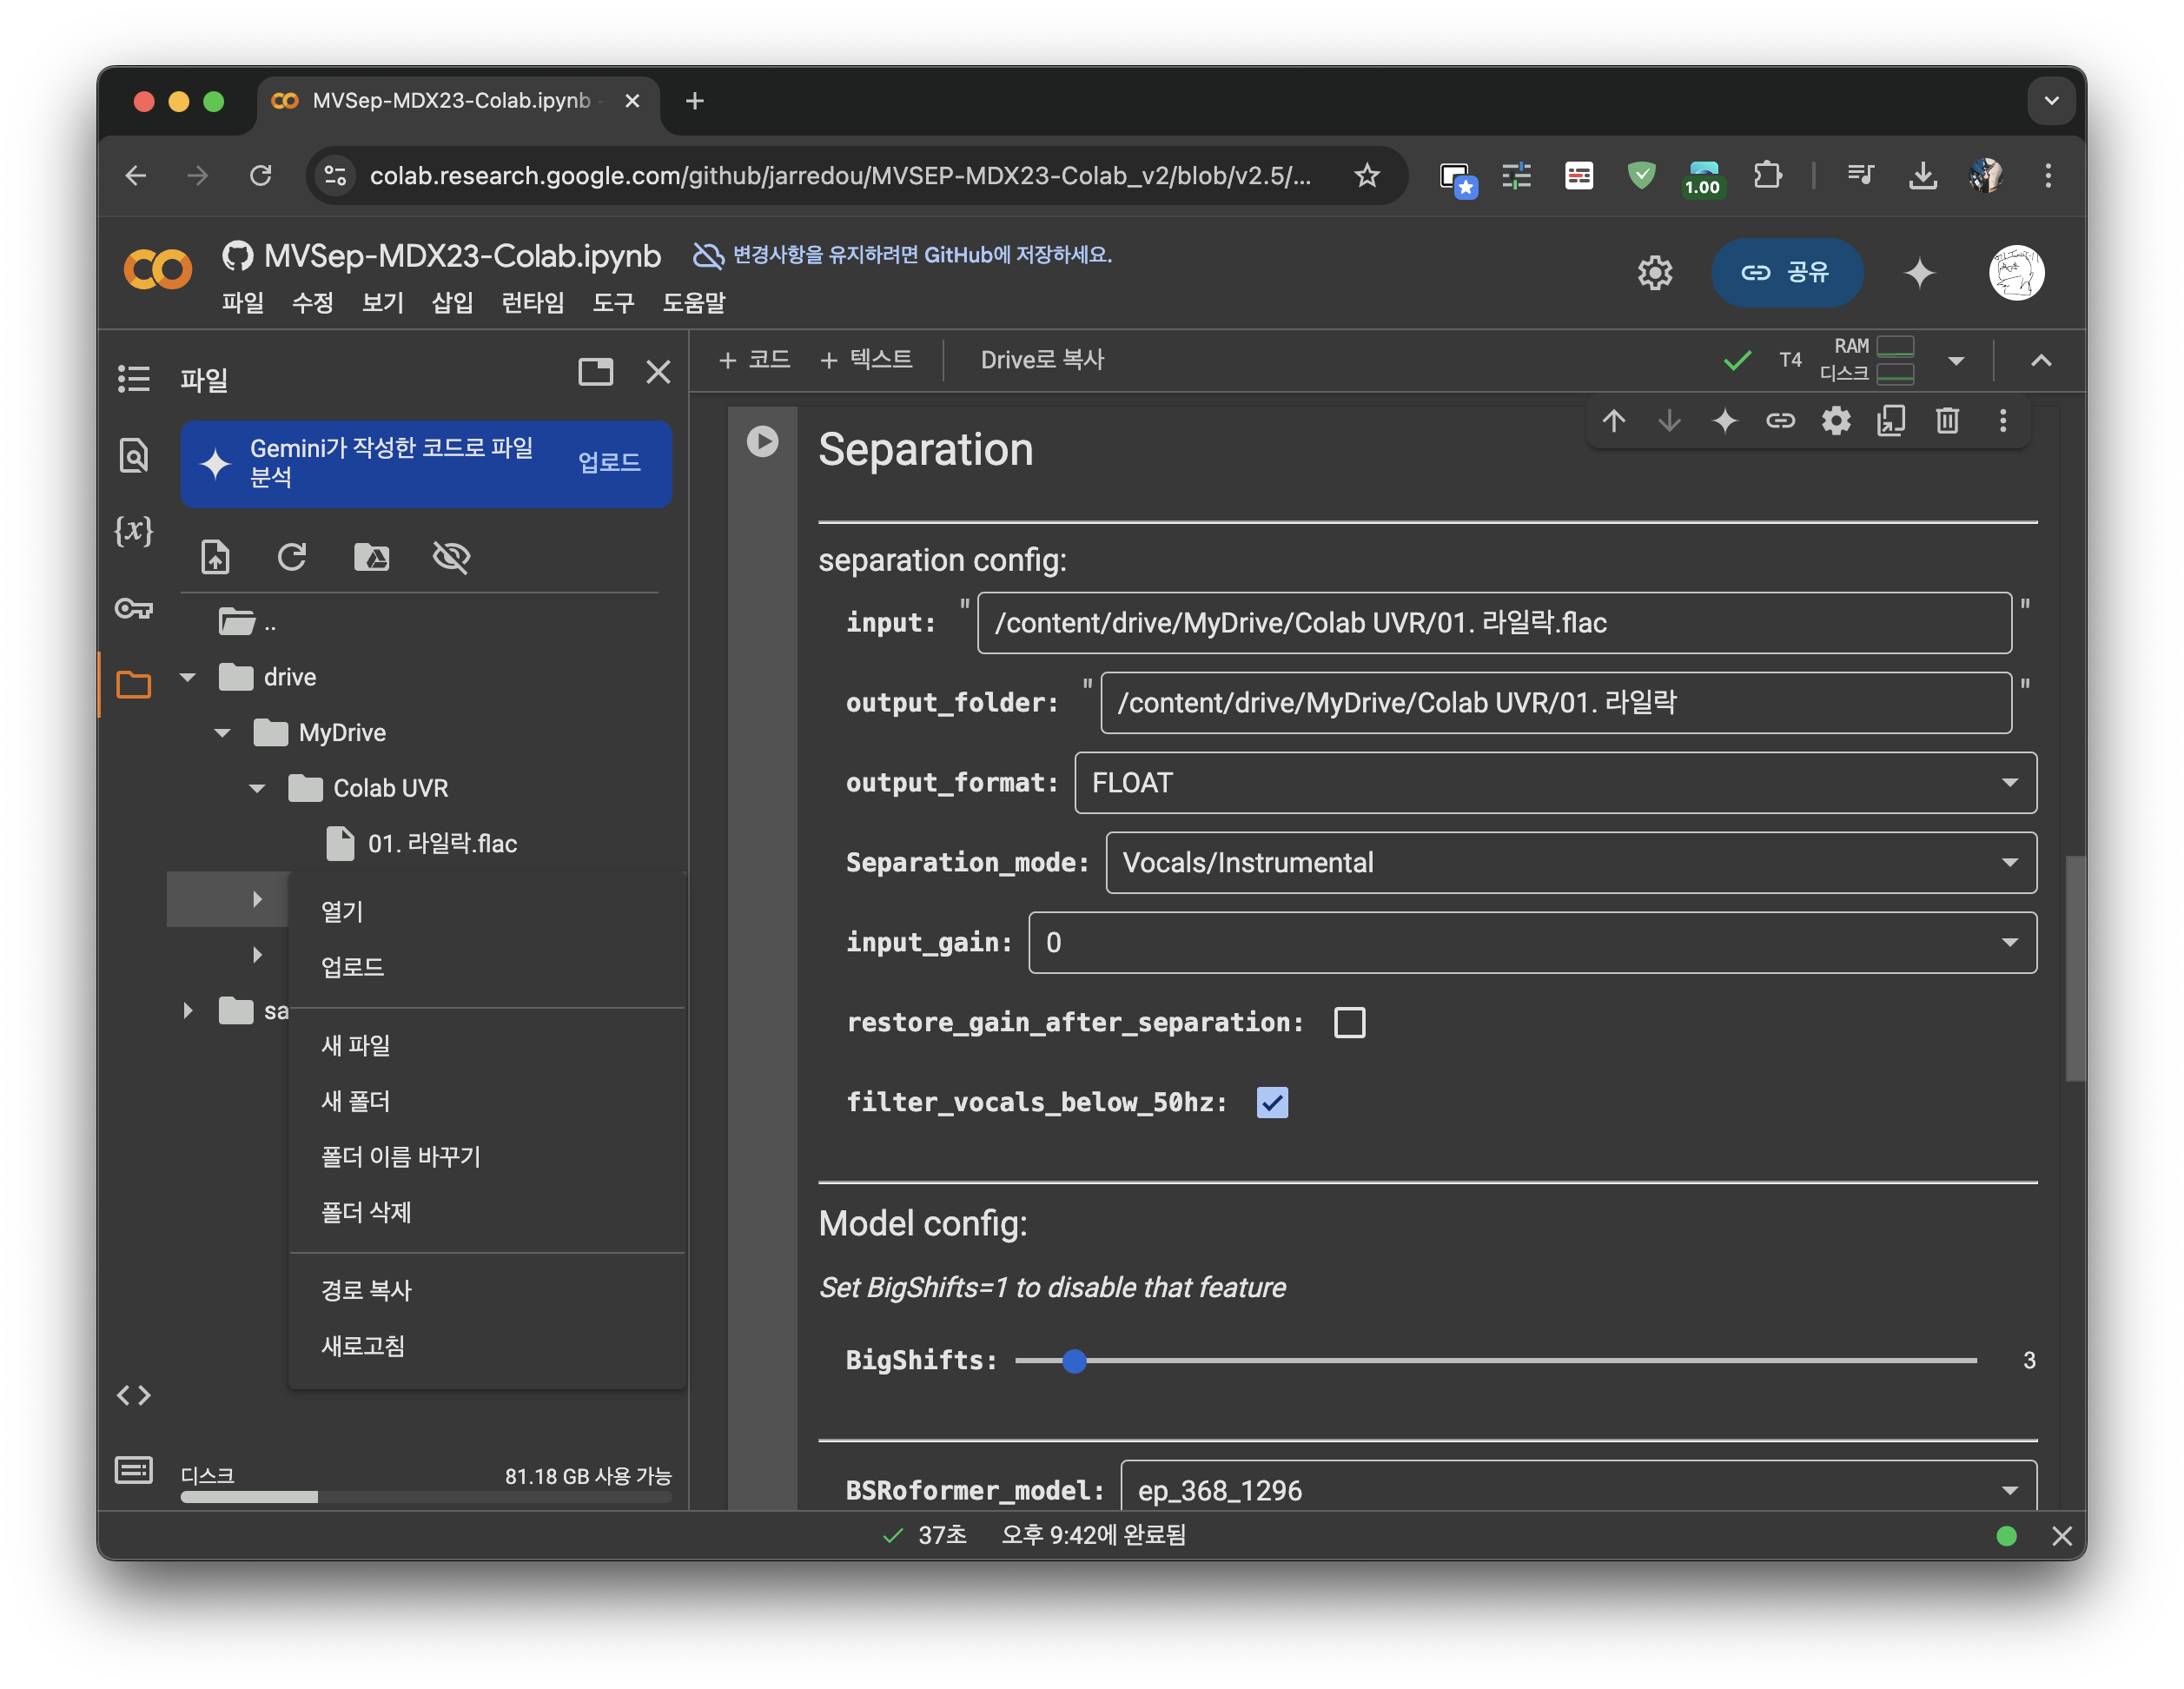 MVSep-MDX23-Colab.ipynb -
colab.research.google.com/github/jarredou/MVSEP-MDX23-Colab_v2/blob/v2.5/...
1.00
MVSep-MDX23-Colab.ipynb
변경사항을 유지하려면 GitHub에 저장하세요.
파일 수정 보기 삽입 런타임 도구 도움말
공유
파일
Gemini가 작성한 코드로 파일
분석
업로드
..
drive
MyDrive
Colab UVR
01. 라일락.flac
sa
열기
업로드
새 파일
새 폴더
폴더 이름 바꾸기
폴더 삭제
경로 복사
새로고침
디스크 81.18 GB 사용 가능
+ 코드 + 텍스트 Drive로 복사
T4
RAM
디스크
Separation
separation config:
input: " /content/drive/MyDrive/Colab UVR/01. 라일락.flac "
output_folder: " /content/drive/MyDrive/Colab UVR/01. 라일락 "
output_format: FLOAT
Separation_mode: Vocals/Instrumental
input_gain: 0
restore_gain_after_separation:
filter_vocals_below_50hz:
Model config:
Set BigShifts=1 to disable that feature
BigShifts: 3
BSRoformer_model: ep_368_1296
37초 오후 9:42에 완료됨